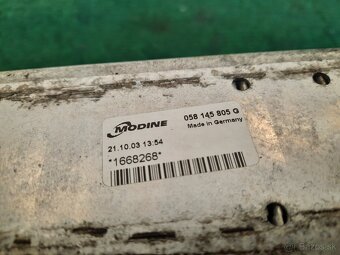 MODINE
058 145 805 G
Made in Germany
21.10.03 13:54
*1668268*